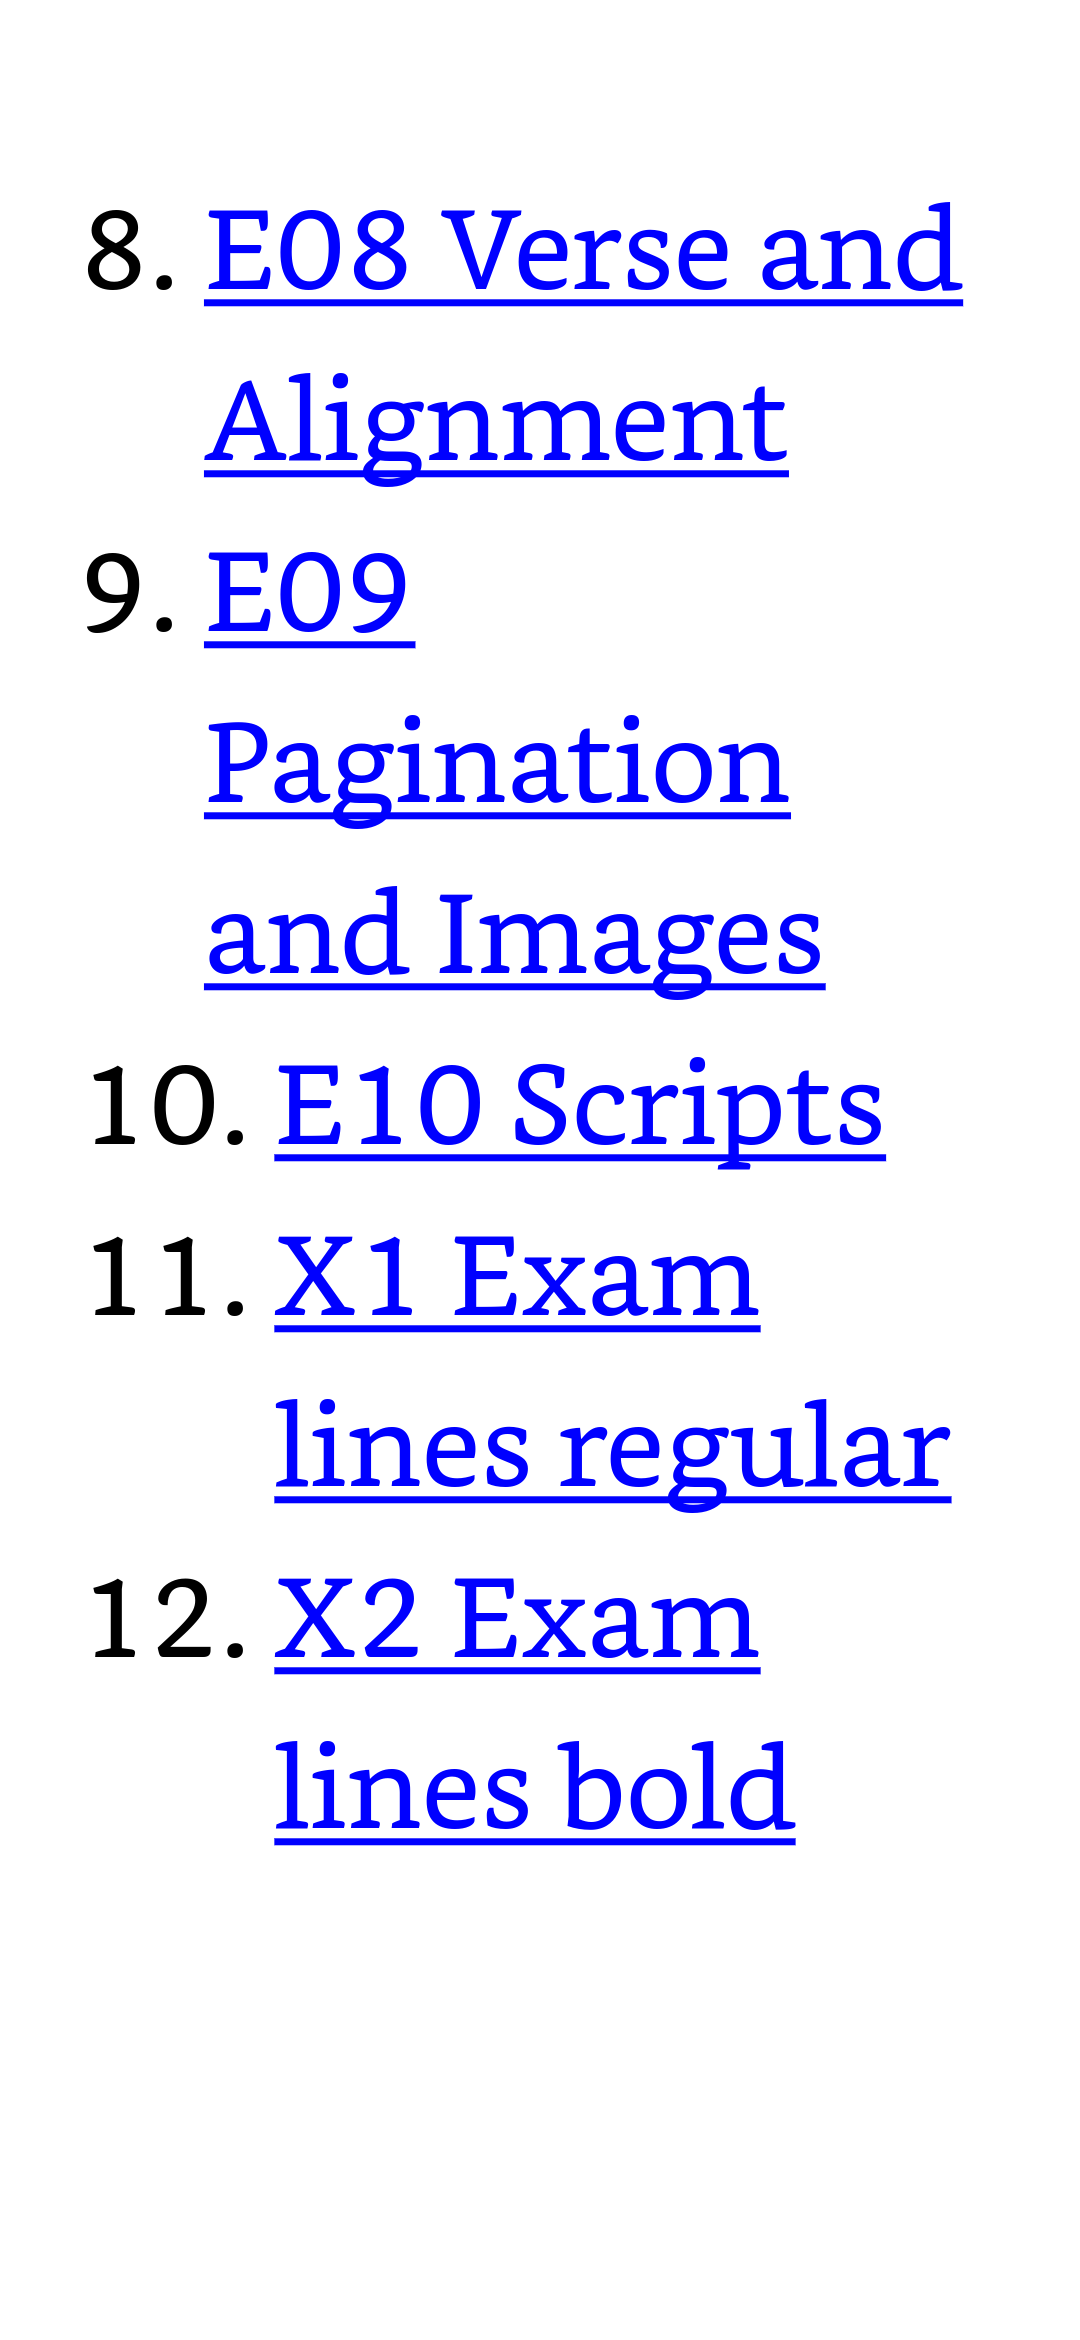 8. E08 Verse and
Alignment
9. E09
Pagination
and Images
10. E10 Scripts
11. X1 Exam
lines regular
12. X2 Exam
lines bold